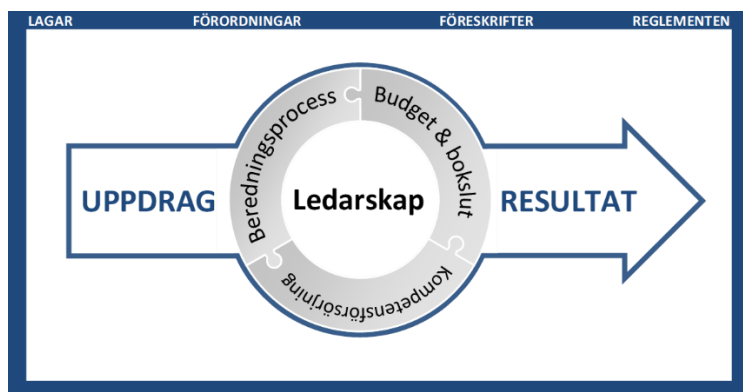 LAGAR FÖRORDNINGAR FÖRESKRIFTER REGLEMENTEN
Beredningsprocess
Budget & bokslut
UPPDRAG
Ledarskap
RESULTAT
Kompetensförsörjning